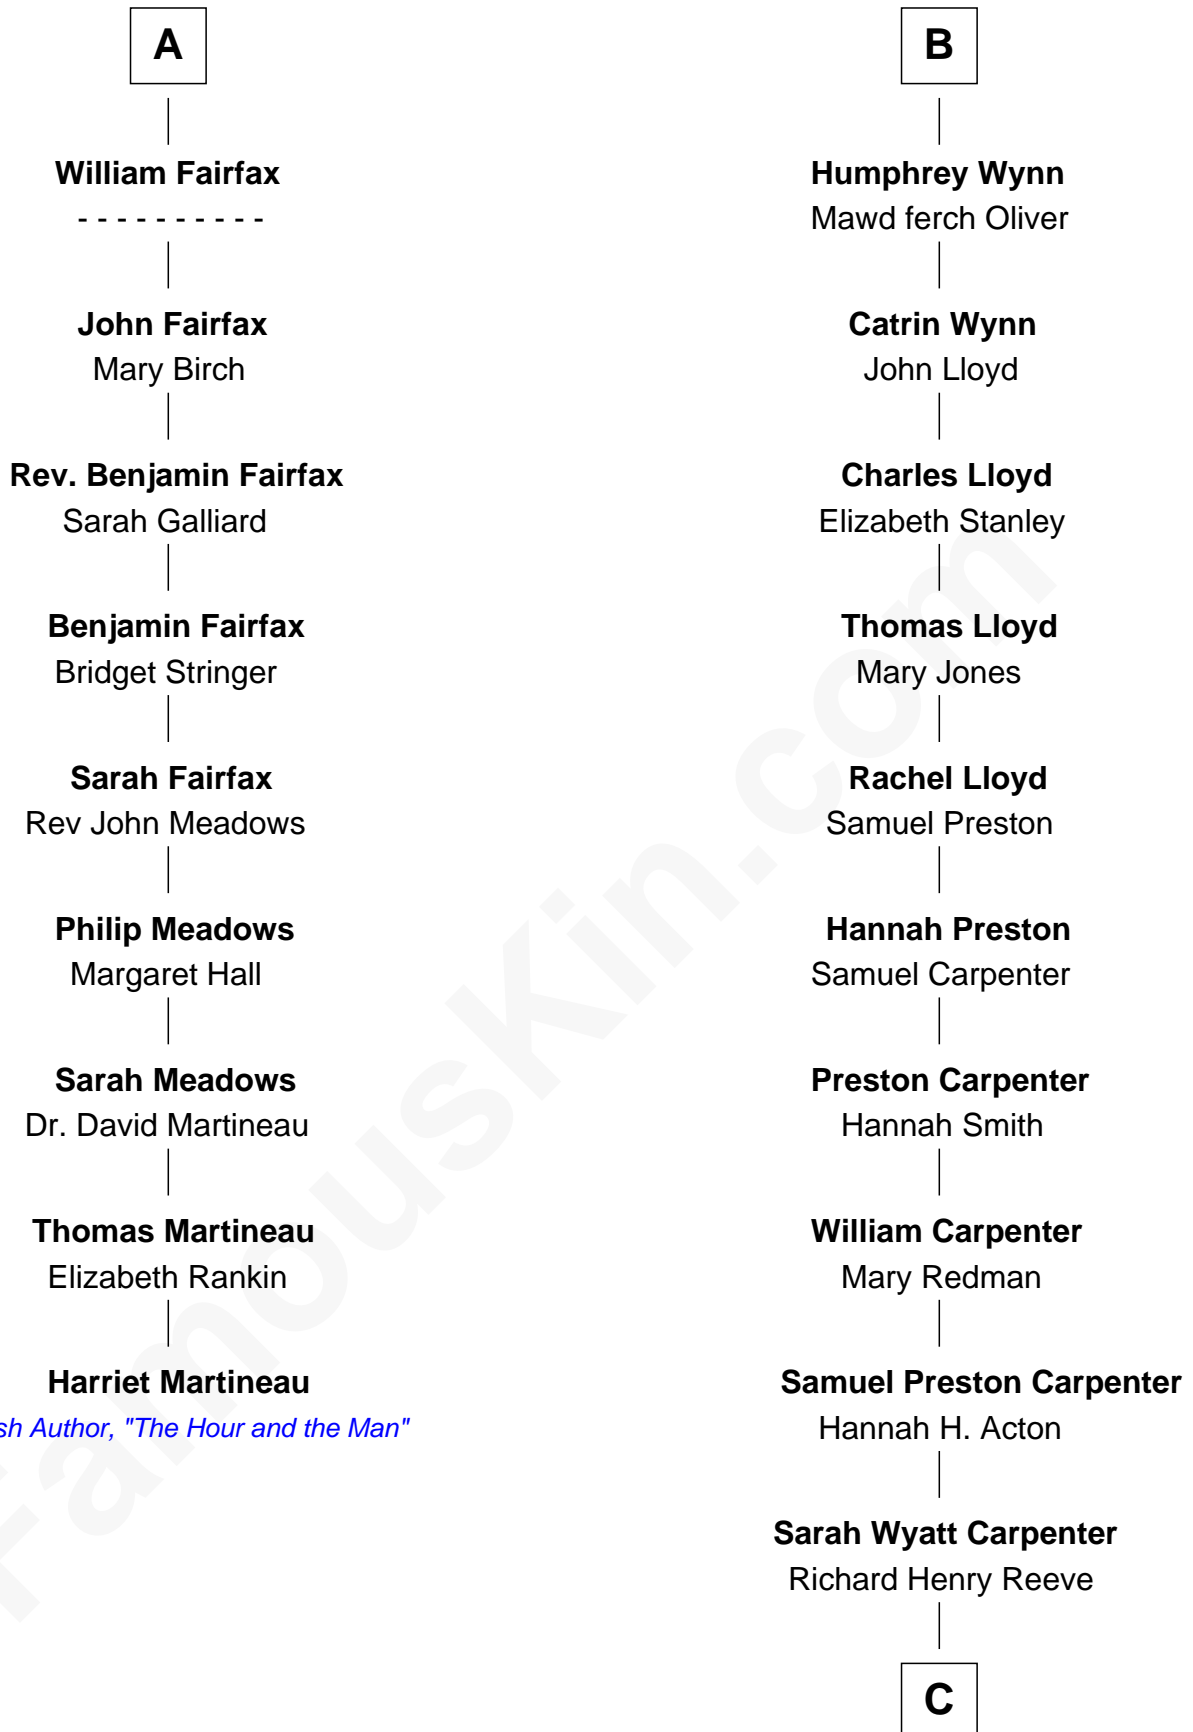 A
William Fairfax
- - - - - - - - - -
John Fairfax
Mary Birch
Rev. Benjamin Fairfax
Sarah Galliard
Benjamin Fairfax
Bridget Stringer
Sarah Fairfax
Rev John Meadows
Philip Meadows
Margaret Hall
Sarah Meadows
Dr. David Martineau
Thomas Martineau
Elizabeth Rankin
Harriet Martineau
sh Author, "The Hour and the Man"
B
Humphrey Wynn
Mawd ferch Oliver
Catrin Wynn
John Lloyd
Charles Lloyd
Elizabeth Stanley
Thomas Lloyd
Mary Jones
Rachel Lloyd
Samuel Preston
Hannah Preston
Samuel Carpenter
Preston Carpenter
Hannah Smith
William Carpenter
Mary Redman
Samuel Preston Carpenter
Hannah H. Acton
Sarah Wyatt Carpenter
Richard Henry Reeve
C
FamousKin.com